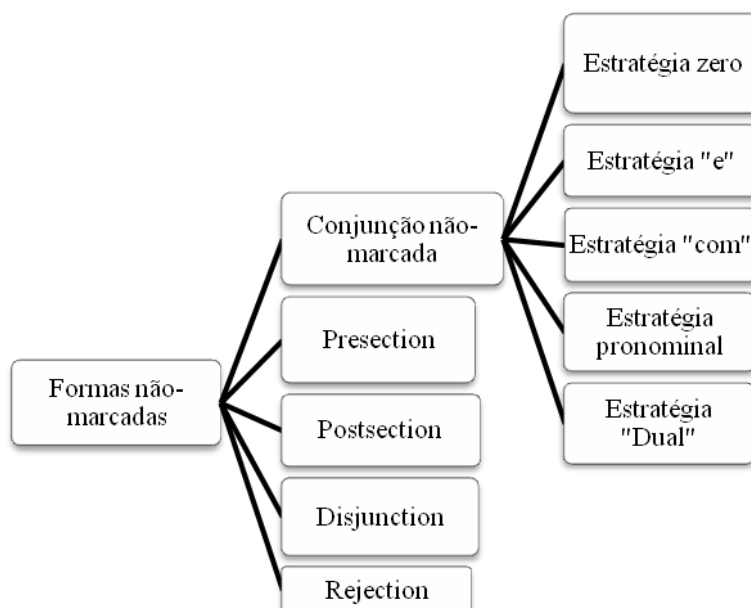 Formas não-
marcadas
Conjunção não-
marcada
Presection
Postsection
Disjunction
Rejection
Estratégia zero
Estratégia "e"
Estratégia "com"
Estratégia
pronominal
Estratégia
"Dual"